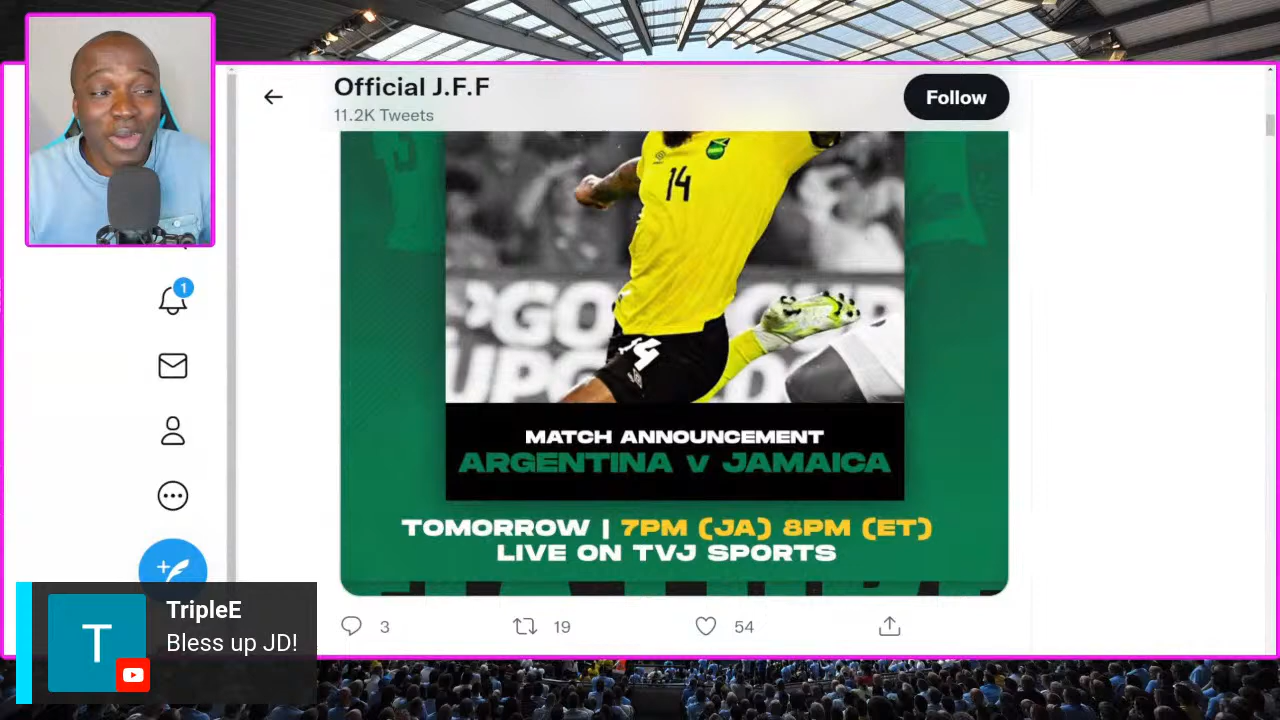 Official J.F.F
11.2K Tweets
Follow
1
14
14
MATCH ANNOUNCEMENT
ARGENTINA v JAMAICA
TOMORROW | 7PM (JA) 8PM (ET)
LIVE ON TVJ SPORTS
3
19
54
T
TripleE
Bless up JD!